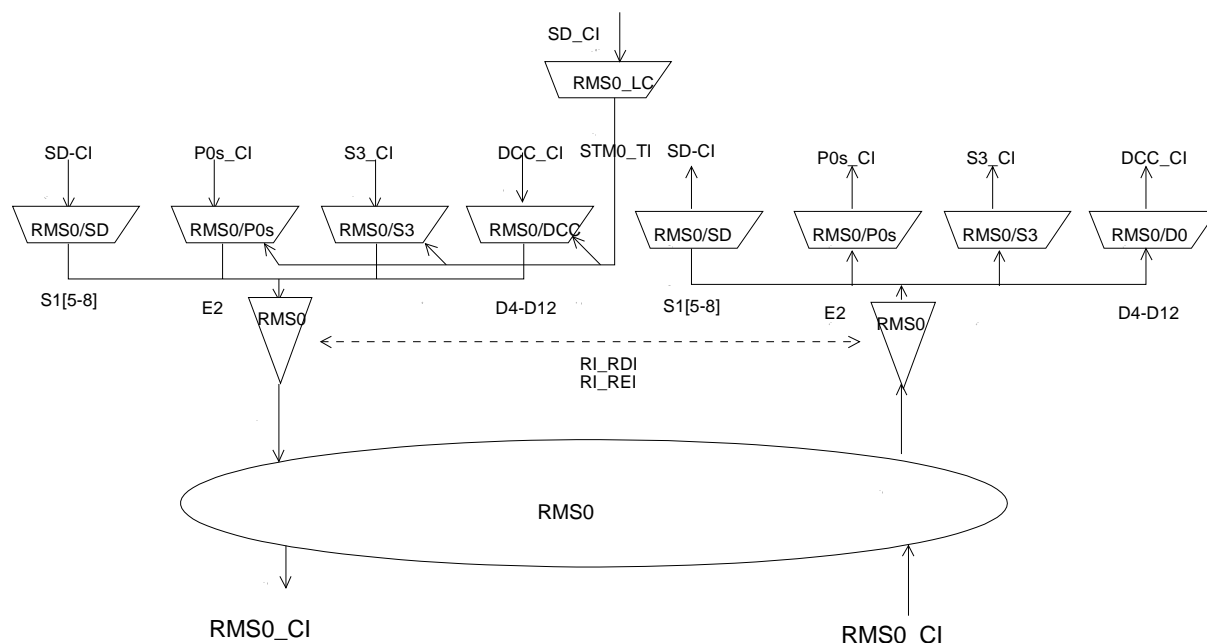 SD_CI
RMS0_LC
SD-CI P0s_CI S3_CI DCC_CI STM0_TI SD-CI P0s_CI S3_CI DCC_CI
RMS0/SD RMS0/P0s RMS0/S3 RMS0/DCC RMS0/SD RMS0/P0s RMS0/S3 RMS0/D0
S1[5-8] E2 D4-D12 S1[5-8] E2 D4-D12
RMS0 RMS0
RI_RDI
RI_REI
RMS0
RMS0_CI RMS0_CI